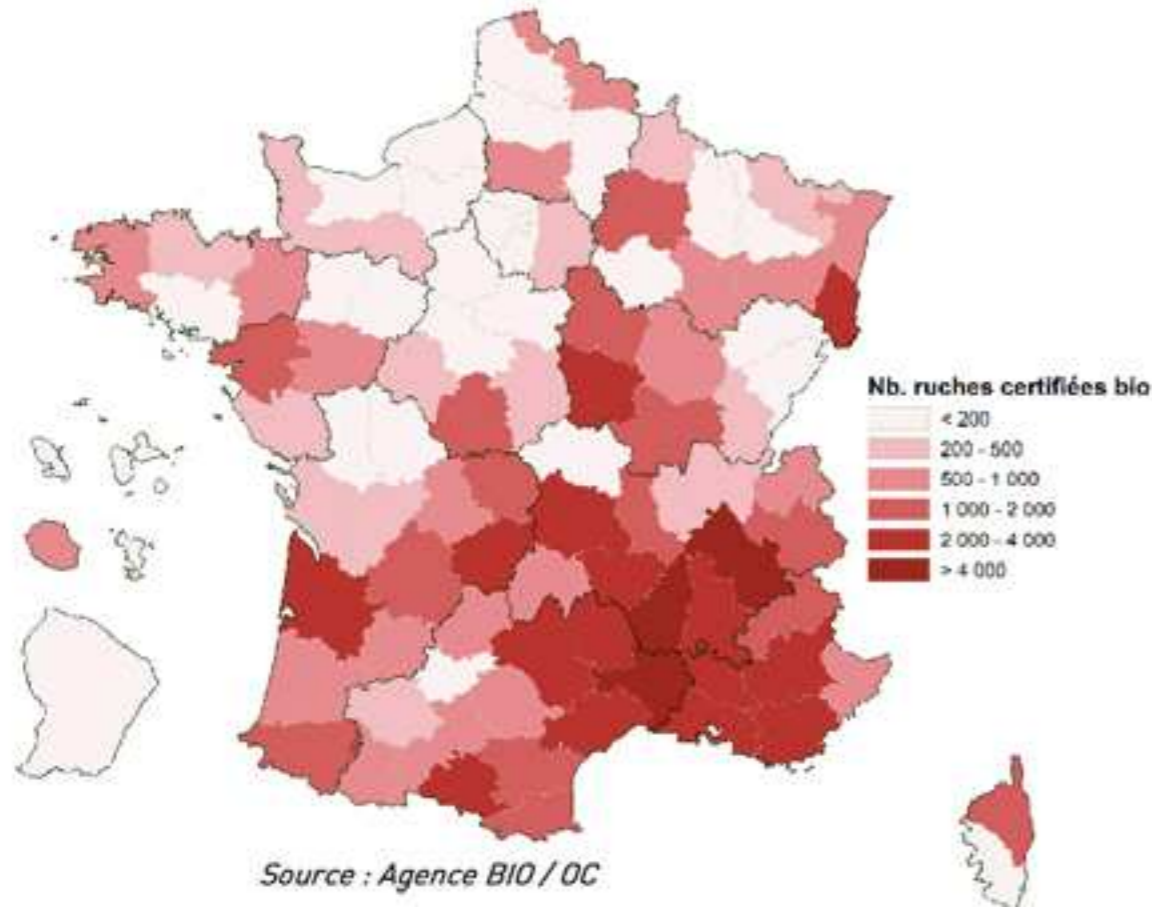 Nb. ruches certifiées bio
< 200
200 - 500
500 - 1 000
1 000 - 2 000
2 000 - 4 000
> 4 000
Source : Agence BIO / OC